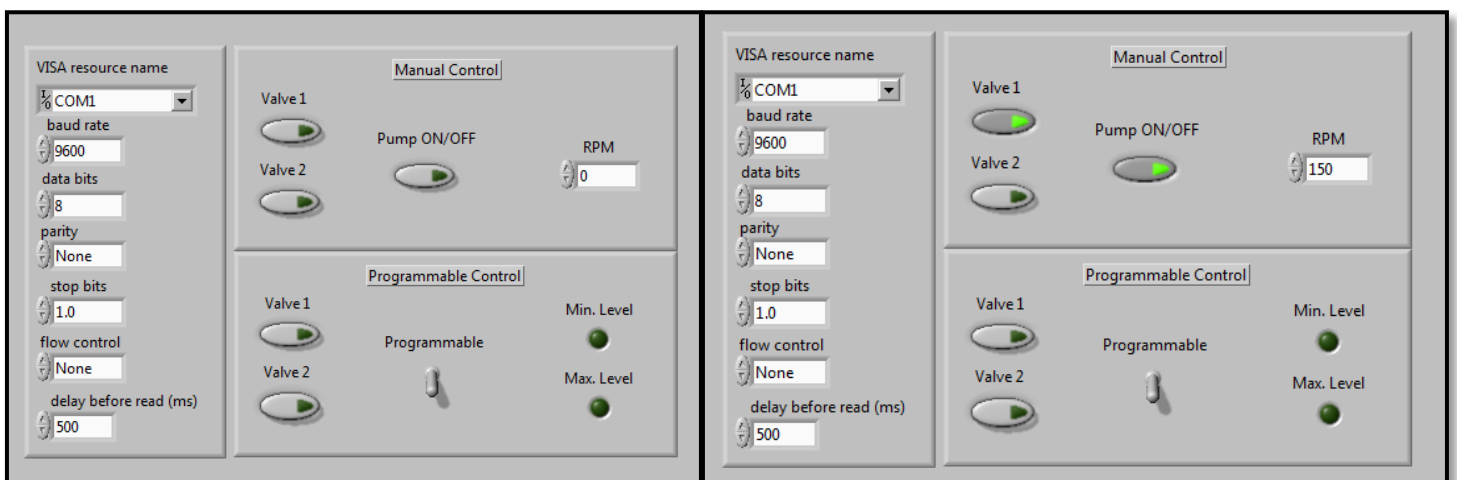 VISA resource name
COM1
baud rate
9600
data bits
8
parity
None
stop bits
1.0
flow control
None
delay before read (ms)
500
Manual Control
Valve 1
Pump ON/OFF
RPM
Valve 2
0
Programmable Control
Valve 1
Min. Level
Programmable
Valve 2
Max. Level
VISA resource name
COM1
baud rate
9600
data bits
8
parity
None
stop bits
1.0
flow control
None
delay before read (ms)
500
Manual Control
Valve 1
Pump ON/OFF
RPM
Valve 2
150
Programmable Control
Valve 1
Min. Level
Programmable
Valve 2
Max. Level